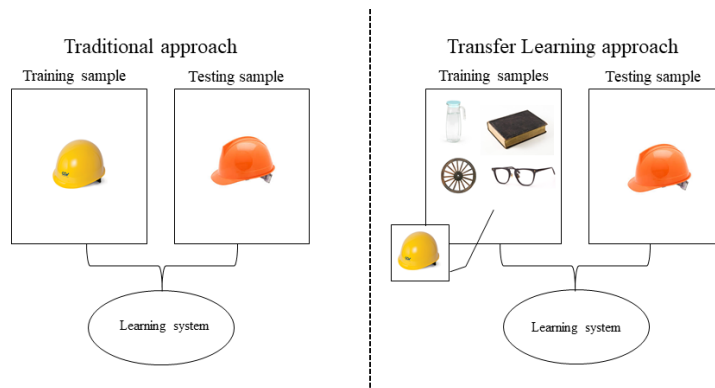 Traditional approach
Training sample
Testing sample
Learning system
Transfer Learning approach
Training samples
Testing sample
Learning system